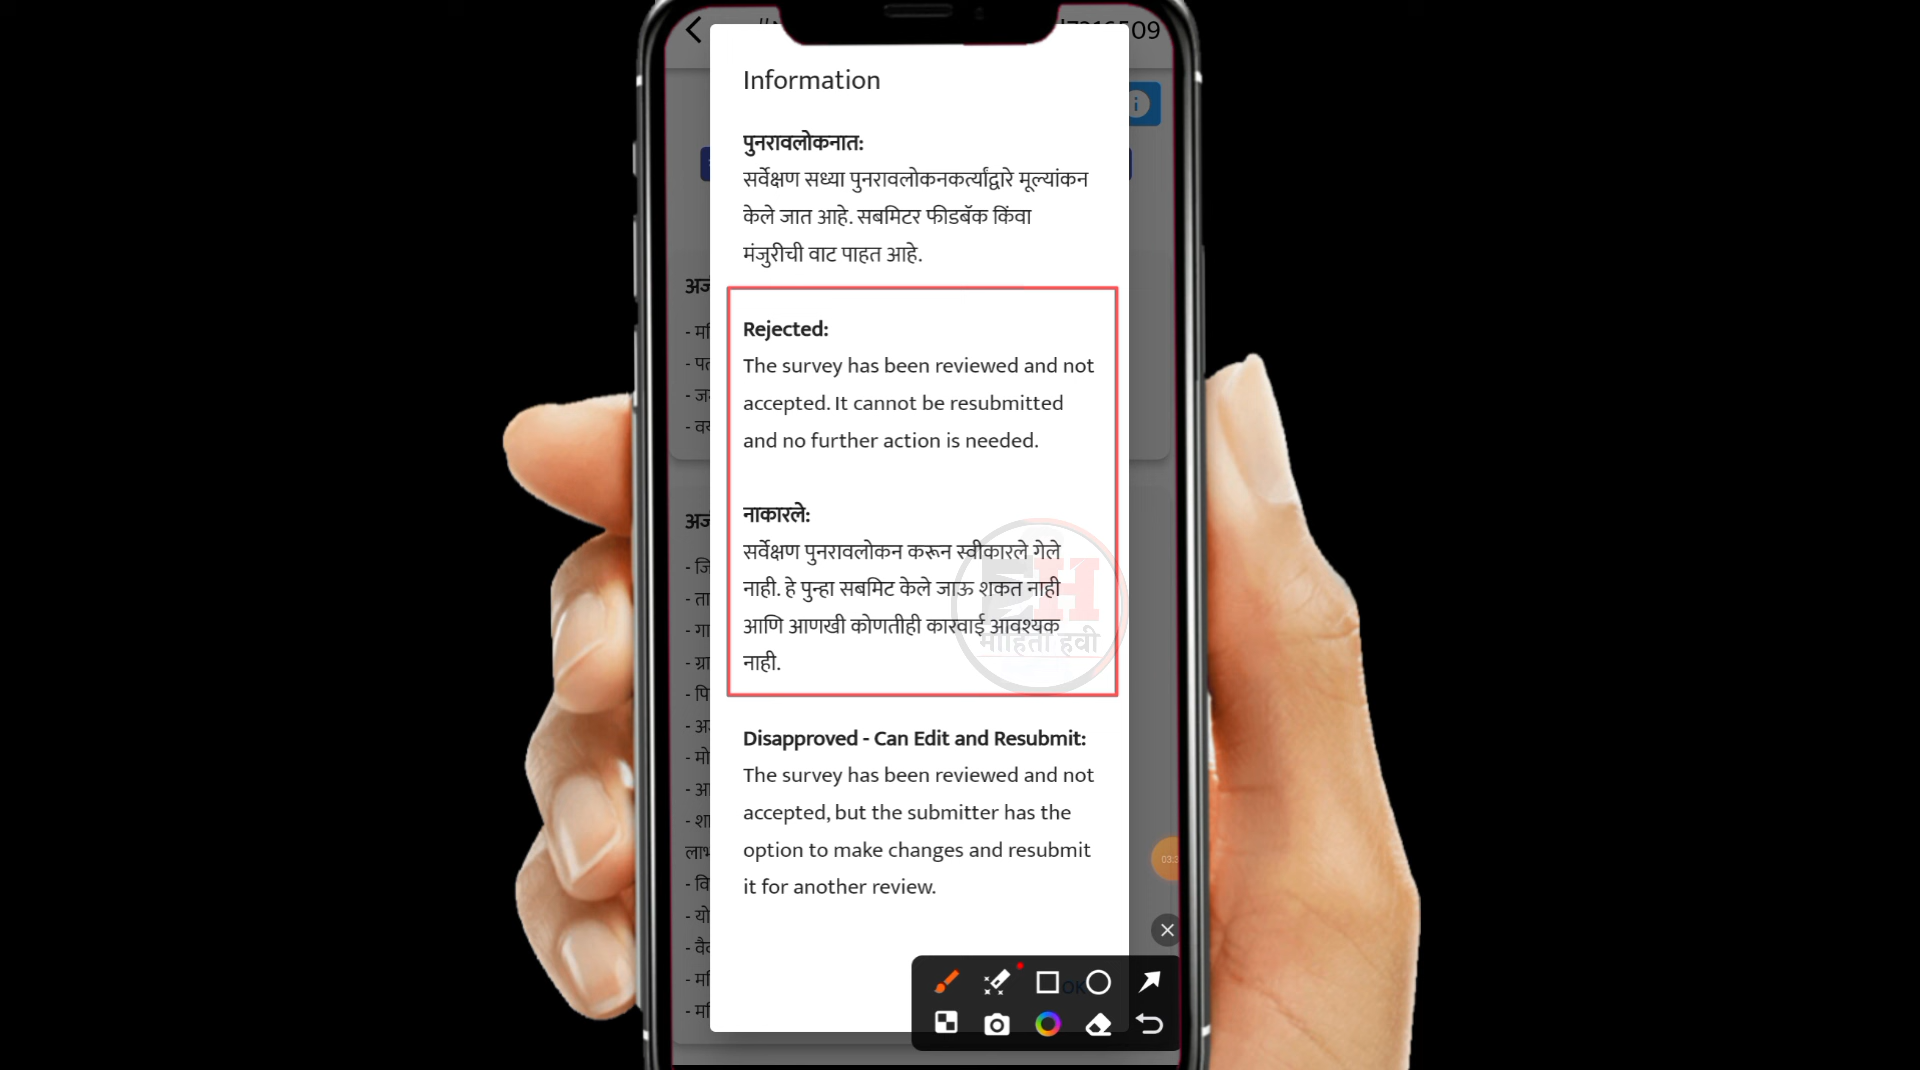 09
Information
पुनरावलोकनात:
सर्वेक्षण सध्या पुनरावलोकनकर्त्यांद्वारे मूल्यांकन
केले जात आहे. सबमिटर फीडबॅक किंवा
मंजुरीची वाट पाहत आहे.
Rejected:
The survey has been reviewed and not
accepted. It cannot be resubmitted
and no further action is needed.
नाकारले:
सर्वेक्षण पुनरावलोकन करून स्वीकारले गेले
नाही. हे पुन्हा सबमिट केले जाऊ शकत नाही
आणि आणखी कोणतीही कारवाई आवश्यक
नाही.
EH
माहिती हवी
Disapproved - Can Edit and Resubmit:
The survey has been reviewed and not
accepted, but the submitter has the
option to make changes and resubmit
it for another review.
OK